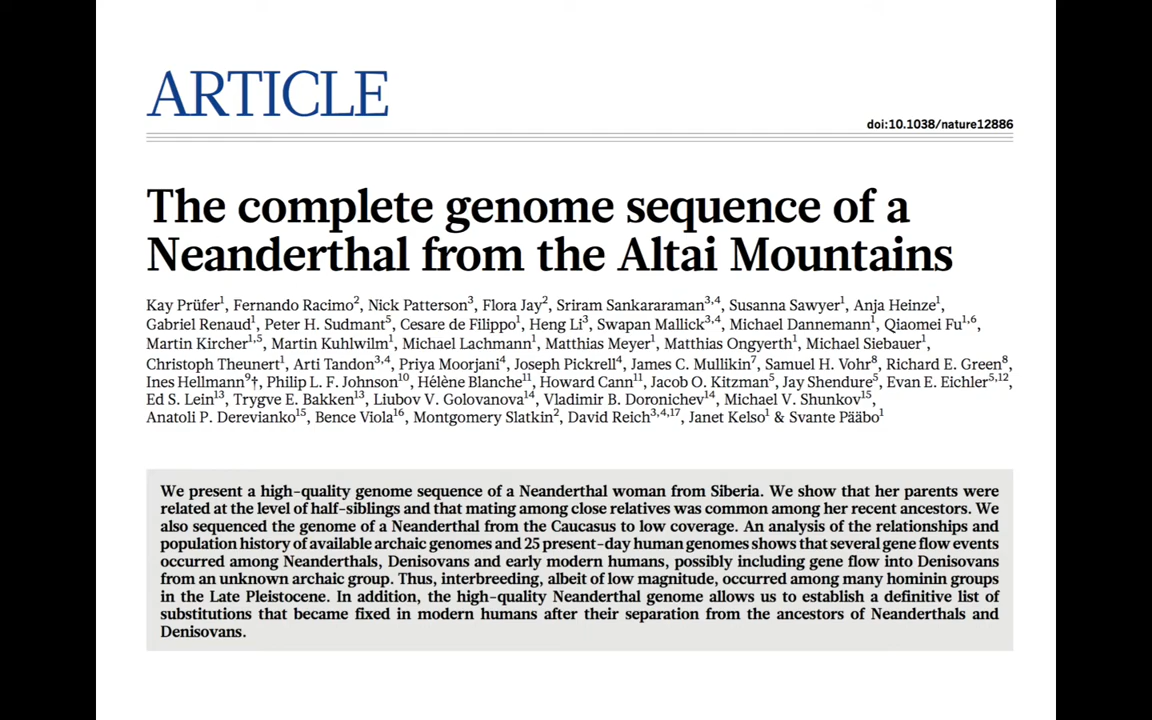 ARTICLE
doi:10.1038/nature12886
The complete genome sequence of a
Neanderthal from the Altai Mountains
Kay Prüfer1, Fernando Racimo2, Nick Patterson3, Flora Jay2, Sriram Sankararaman3,4, Susanna Sawyer1, Anja Heinze1,
Gabriel Renaud1, Peter H. Sudmant5, Cesare de Filippo1, Heng Li3, Swapan Mallick3,4, Michael Dannemann1, Qiaomei Fu1,6,
Martin Kircher1,5, Martin Kuhlwilm1, Michael Lachmann1, Matthias Meyer1, Matthias Ongyerth1, Michael Siebauer1,
Christoph Theunert1, Arti Tandon3,4, Priya Moorjani4, Joseph Pickrell4, James C. Mullikin7, Samuel H. Vohr8, Richard E. Green8,
Ines Hellmann9†, Philip L. F. Johnson10, Hélène Blanche11, Howard Cann11, Jacob O. Kitzman5, Jay Shendure5, Evan E. Eichler5,12,
Ed S. Lein13, Trygve E. Bakken13, Liubov V. Golovanova14, Vladimir B. Doronichev14, Michael V. Shunkov15,
Anatoli P. Derevianko15, Bence Viola16, Montgomery Slatkin2, David Reich3,4,17, Janet Kelso1 & Svante Pääbo1
We present a high-quality genome sequence of a Neanderthal woman from Siberia. We show that her parents were
related at the level of half-siblings and that mating among close relatives was common among her recent ancestors. We
also sequenced the genome of a Neanderthal from the Caucasus to low coverage. An analysis of the relationships and
population history of available archaic genomes and 25 present-day human genomes shows that several gene flow events
occurred among Neanderthals, Denisovans and early modern humans, possibly including gene flow into Denisovans
from an unknown archaic group. Thus, interbreeding, albeit of low magnitude, occurred among many hominin groups
in the Late Pleistocene. In addition, the high-quality Neanderthal genome allows us to establish a definitive list of
substitutions that became fixed in modern humans after their separation from the ancestors of Neanderthals and
Denisovans.